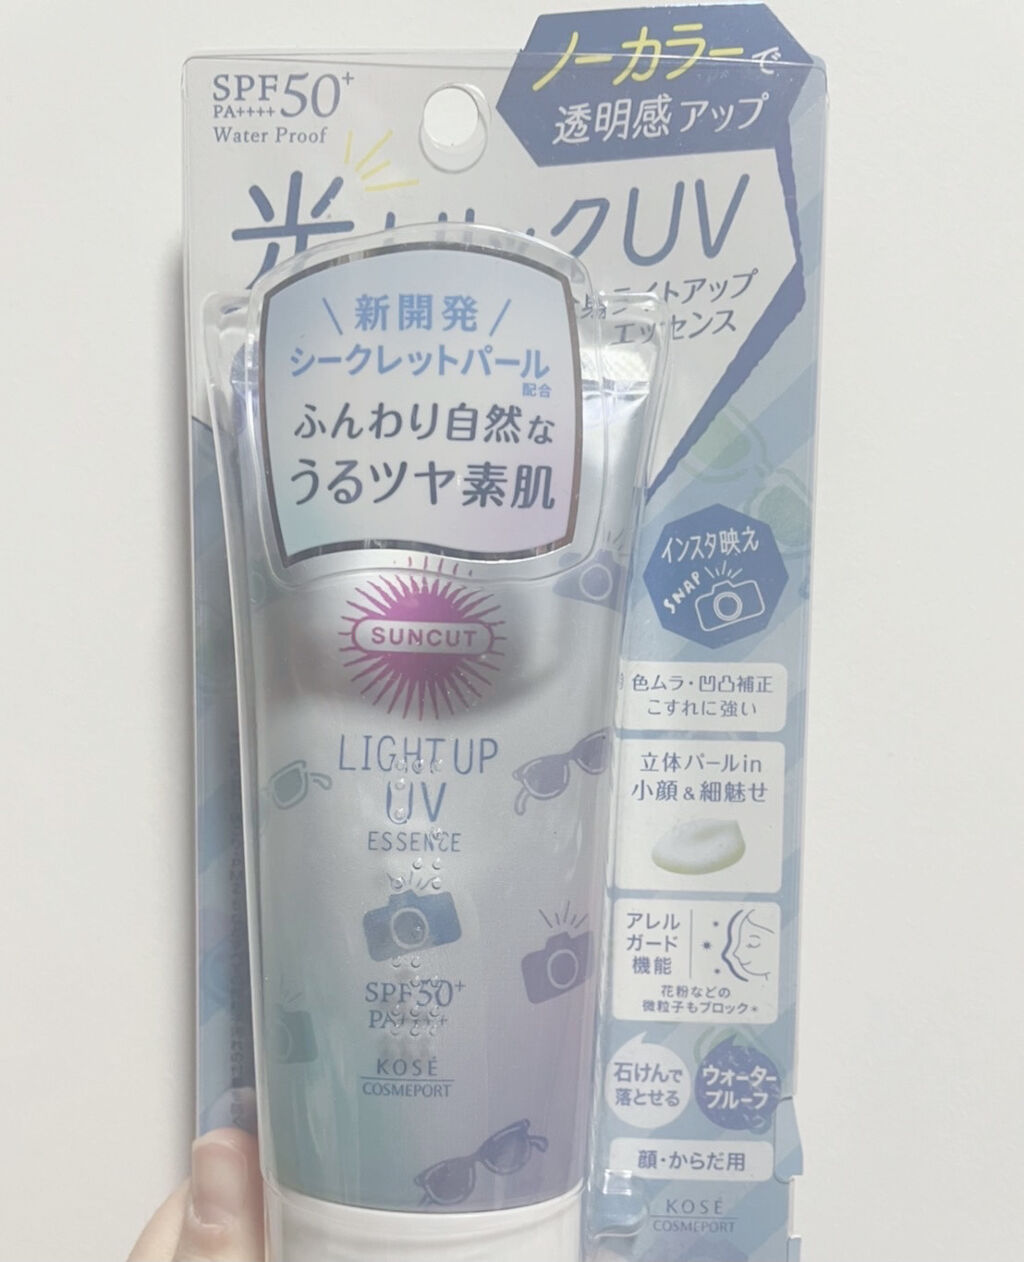 SPF50+
PA++++
Water Proof
ノーカラーで
透明感アップ
光トリックUV
ライトアップ
エッセンス
新開発
シークレットパール
配合
ふんわり自然な
うるツヤ素肌
インスタ映え
SNAP
SUNCUT
色ムラ・凹凸補正
こすれに強い
LIGHT UP
UV
ESSENCE
立体パールin
小顔&細魅せ
アレル
ガード
機能
花粉などの
微粒子もブロック*
SPF50+
PA++++
KOSÉ
COSMEPORT
石けんで
落とせる
ウォーター
プルーフ
顔・からだ用
KOSÉ
COSMEPORT